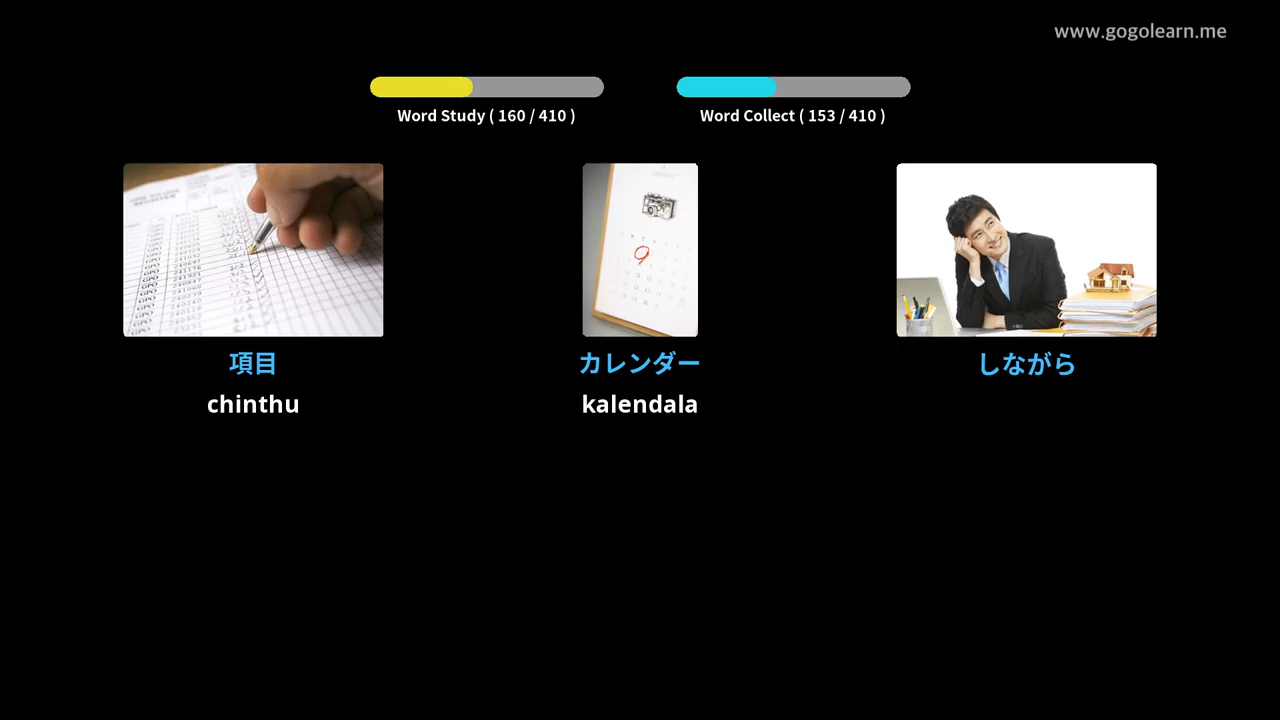 www.gogolearn.me
Word Study ( 160 / 410 )
Word Collect ( 153 / 410 )
項目
カレンダー
しながら
chinthu
kalendala